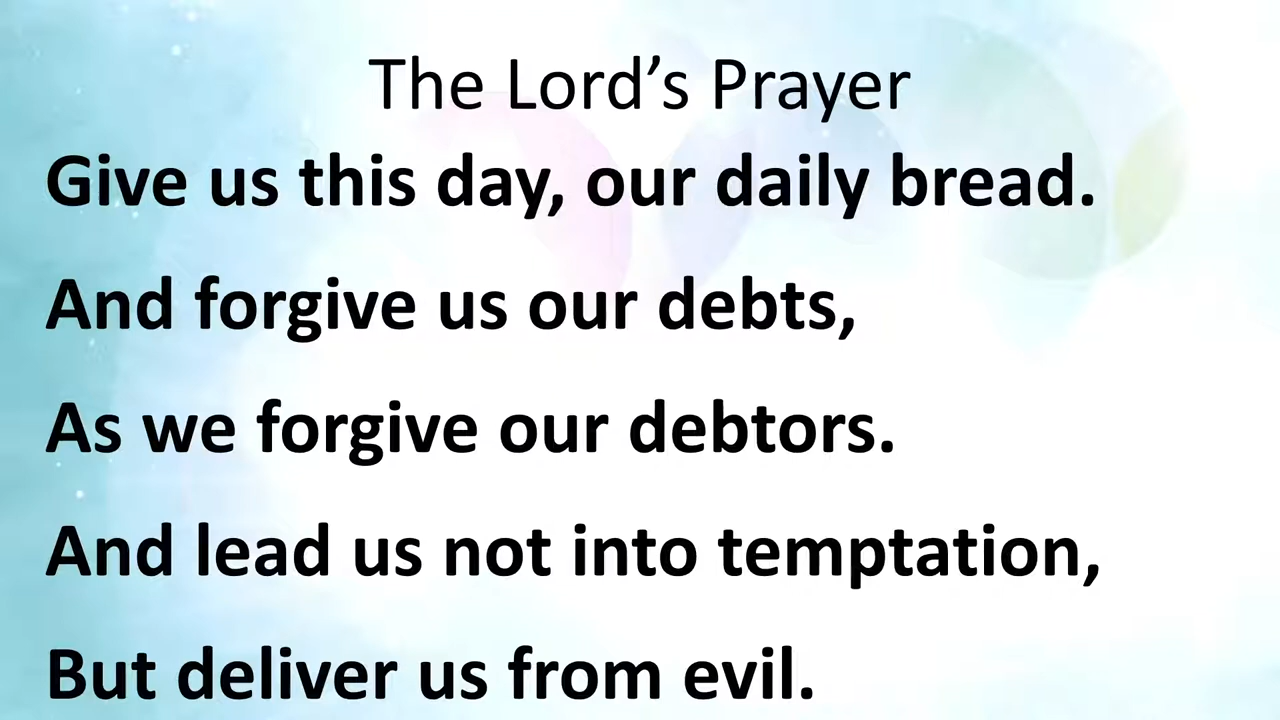 The Lord’s Prayer
Give us this day, our daily bread.
And forgive us our debts,
As we forgive our debtors.
And lead us not into temptation,
But deliver us from evil.